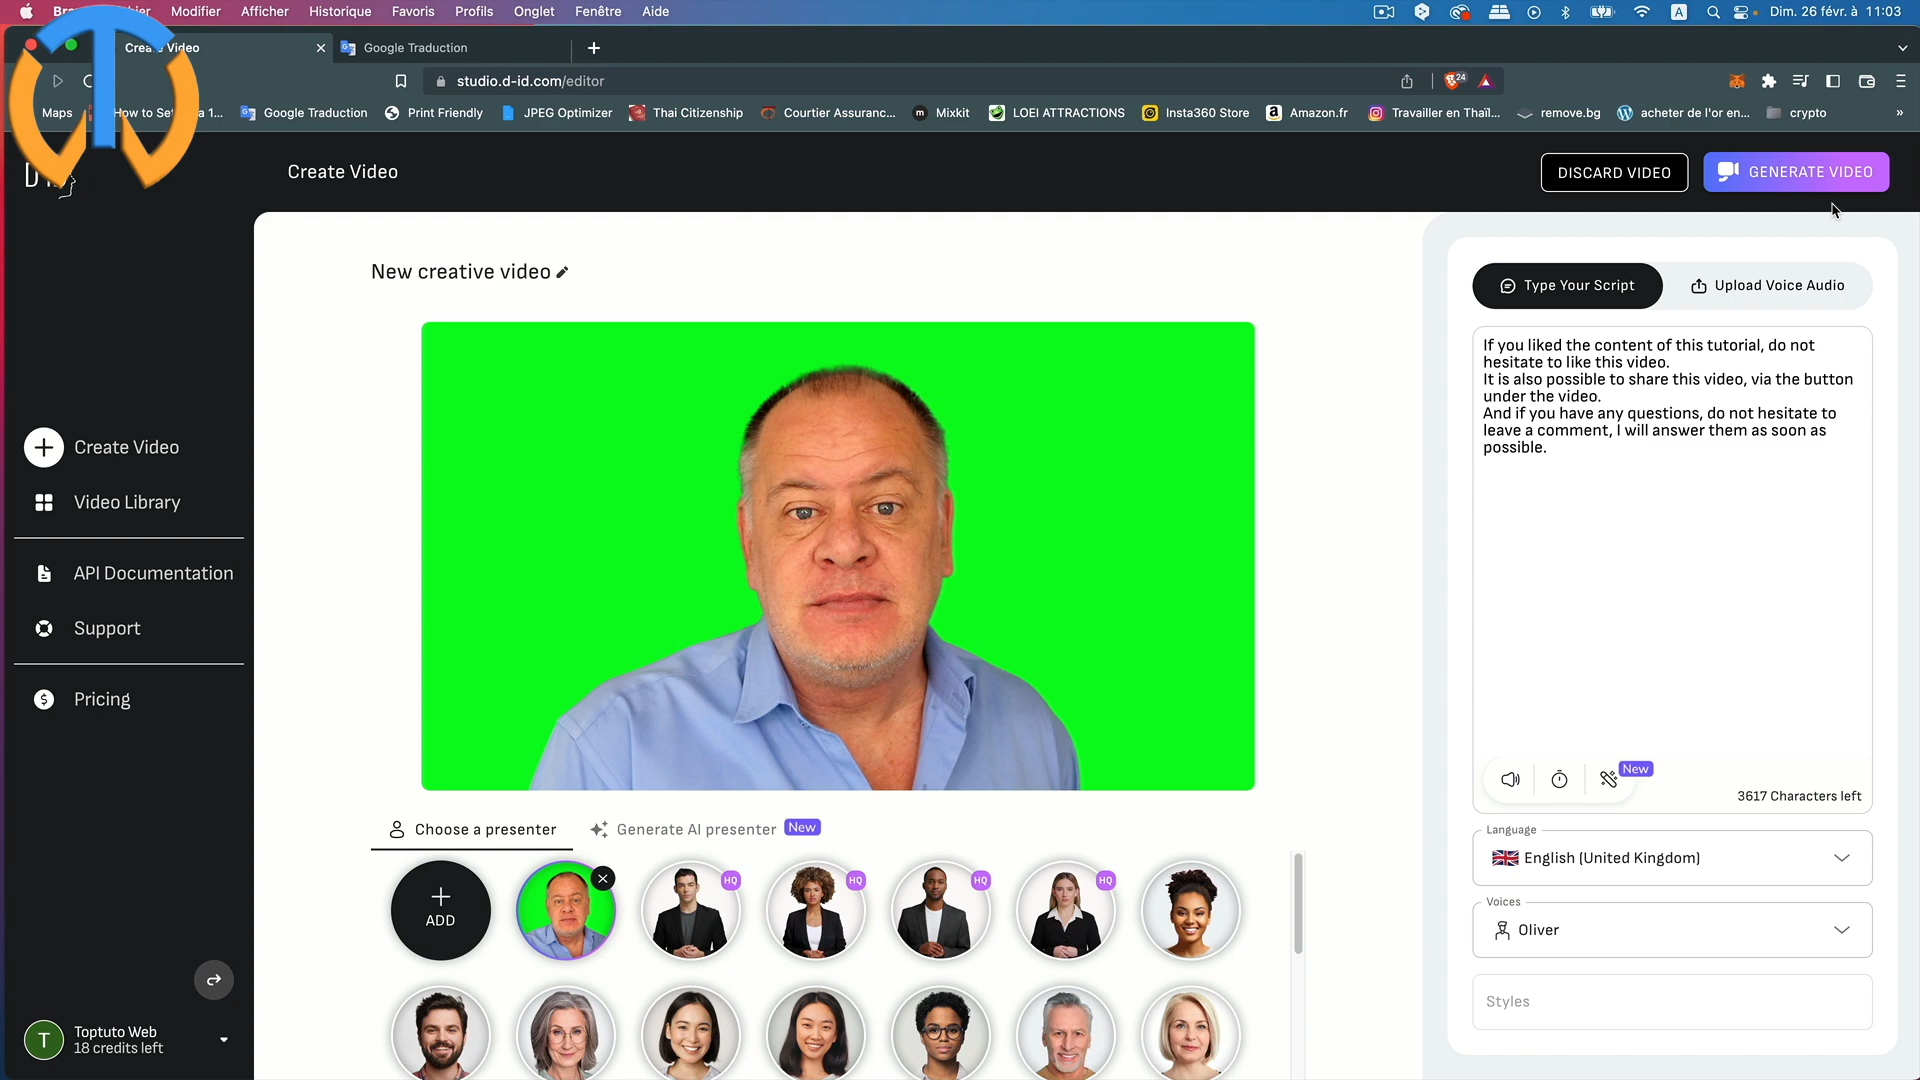 Modifier Afficher Historique Favoris Profils Onglet Fenêtre Aide
A Dim. 26 févr. à 11:03
Create Video
Google Traduction
studio.d-id.com/editor
24
Maps
How to Set
a 1...
Google Traduction
Print Friendly
JPEG Optimizer
Thai Citizenship
Courtier Assuranc...
Mixkit
LOEI ATTRACTIONS
Insta360 Store
Amazon.fr
Travailler en Thaïl...
remove.bg
acheter de l'or en...
crypto
»
Create Video
DISCARD VIDEO
GENERATE VIDEO
Create Video
Video Library
API Documentation
Support
Pricing
T
Toptuto Web
18 credits left
New creative video
Choose a presenter
Generate AI presenter
New
ADD
HQ
HQ
HQ
HQ
Type Your Script
Upload Voice Audio
If you liked the content of this tutorial, do not
hesitate to like this video.
It is also possible to share this video, via the button
under the video.
And if you have any questions, do not hesitate to
leave a comment, I will answer them as soon as
possible.
New
3617 Characters left
Language
English (United Kingdom)
Voices
Oliver
Styles